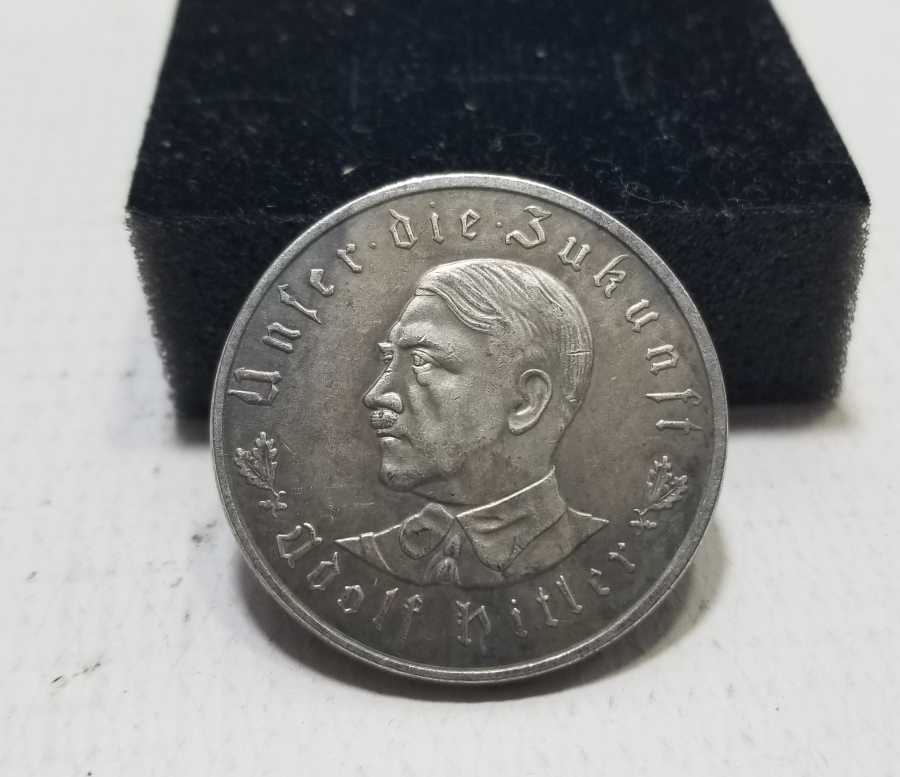 Unſer · die · Zukunft
Adolf Hitler